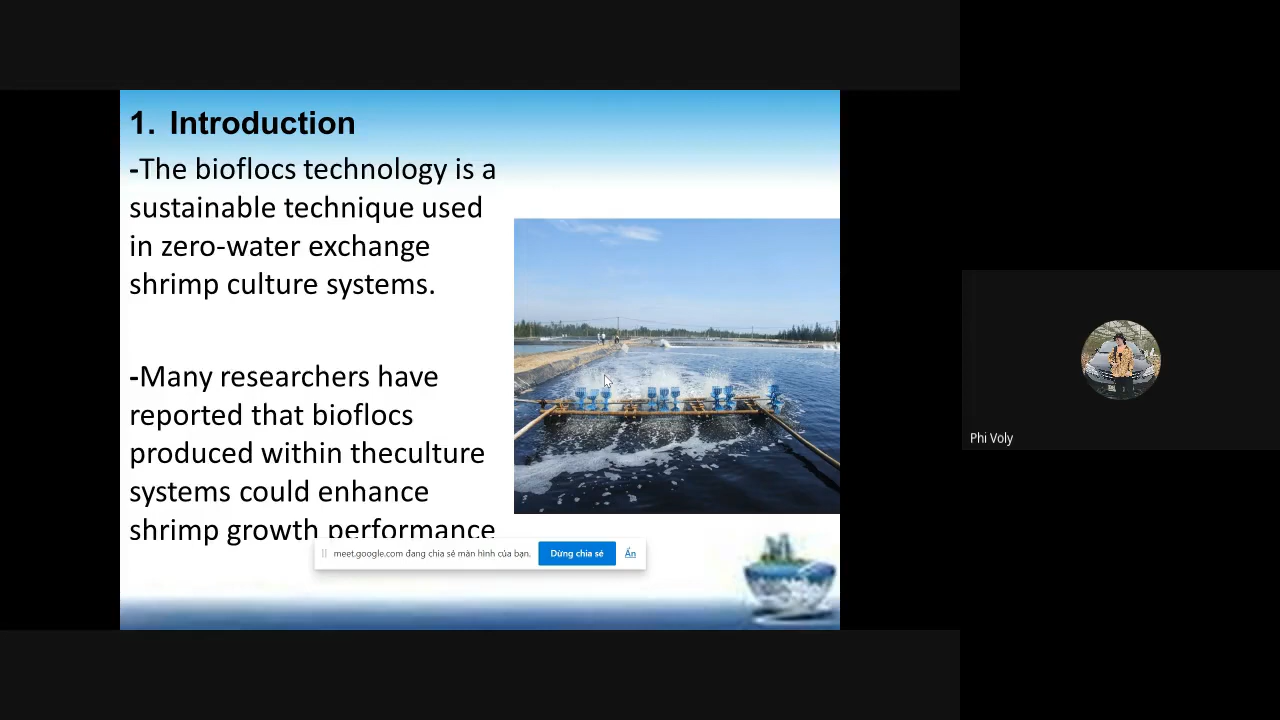 1. Introduction
-The bioflocs technology is a
sustainable technique used
in zero-water exchange
shrimp culture systems.
-Many researchers have
reported that bioflocs
produced within theculture
systems could enhance
shrimp growth performance
meet.google.com đang chia sẻ màn hình của bạn.
Dừng chia sẻ
Ẩn
Phi Voly